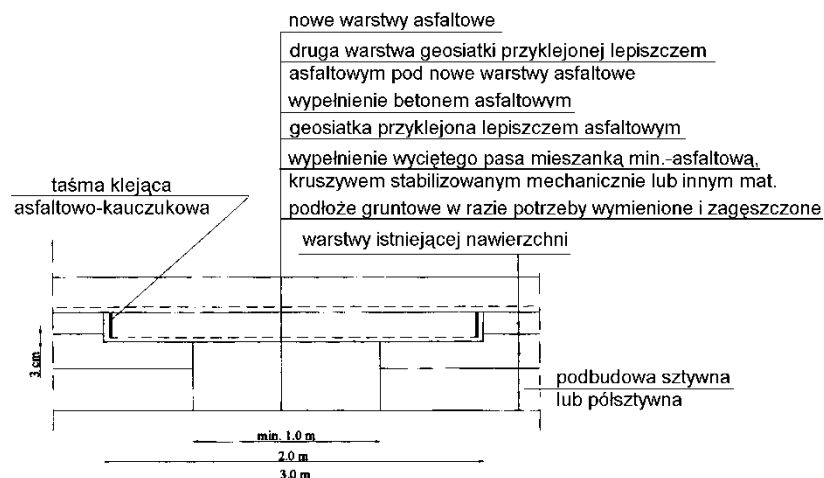 nowe warstwy asfaltowe
druga warstwa geosiatki przyklejonej lepiszczem
asfaltowym pod nowe warstwy asfaltowe
wypełnienie betonem asfaltowym
geosiatka przyklejona lepiszczem asfaltowym
wypełnienie wyciętego pasa mieszanką min.-asfaltową,
kruszywem stabilizowanym mechanicznie lub innym mat.
podłoże gruntowe w razie potrzeby wymienione i zagęszczone
warstwy istniejącej nawierzchni
taśma klejąca
asfaltowo-kauczukowa
3 cm
podbudowa sztywna
lub półsztywna
min. 1.0 m
2.0 m
3.0 m